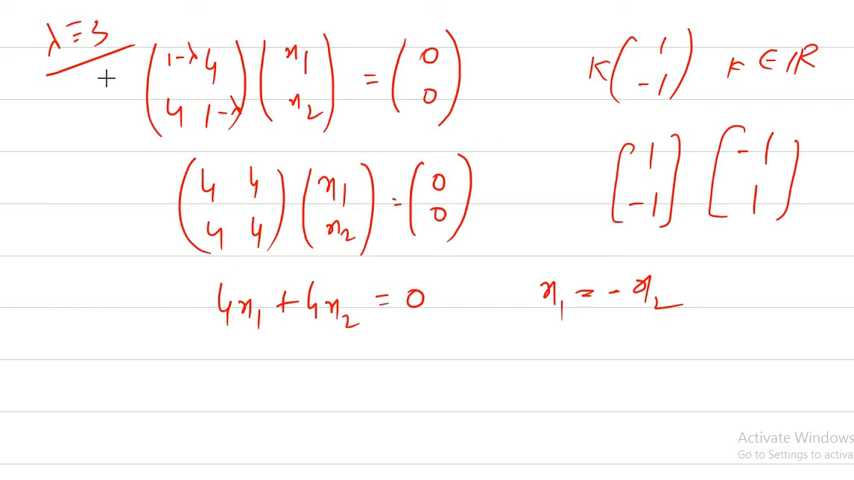 λ = -3
(1-λ 4
4 1-λ) (x₁
x₂) = (0
0)
K (1
-1) K ∈ ℝ
(4 4
4 4) (x₁
x₂) = (0
0)
[1
-1] [-1
1]
4x₁ + 4x₂ = 0
x₁ = - x₂
Activate Windows
Go to Settings to activa